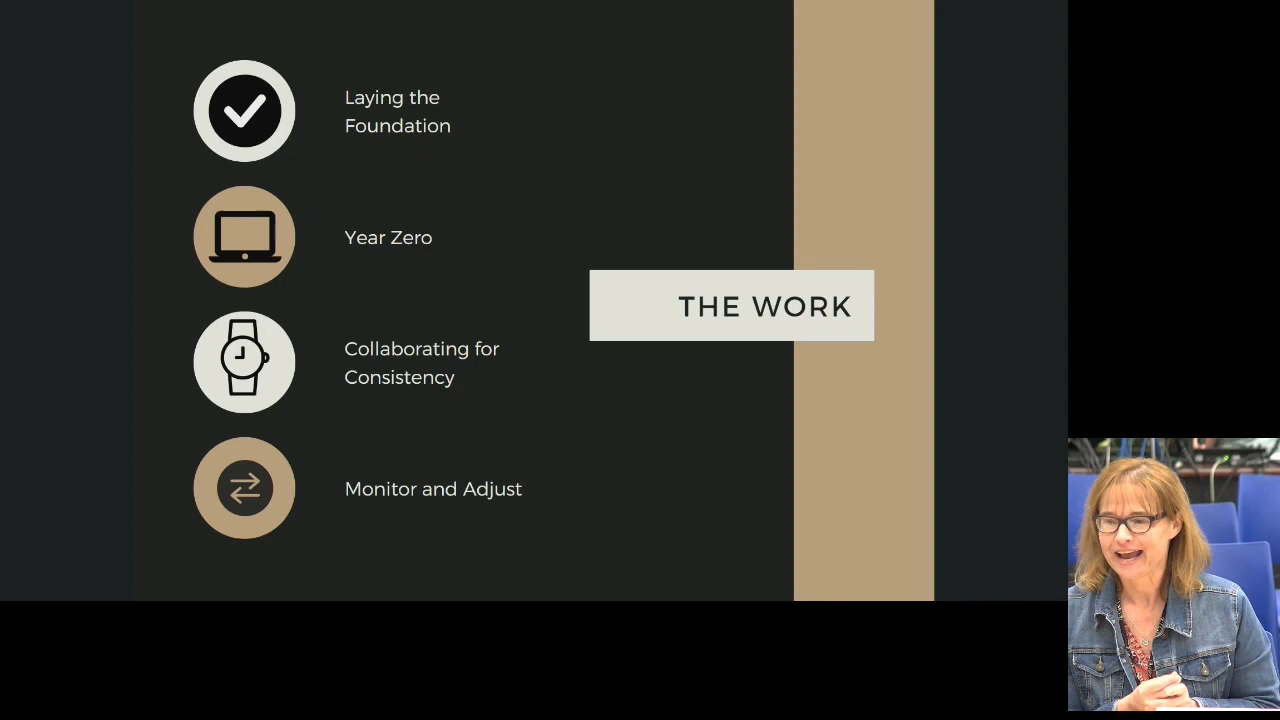 Laying the
Foundation
Year Zero
THE WORK
Collaborating for
Consistency
Monitor and Adjust